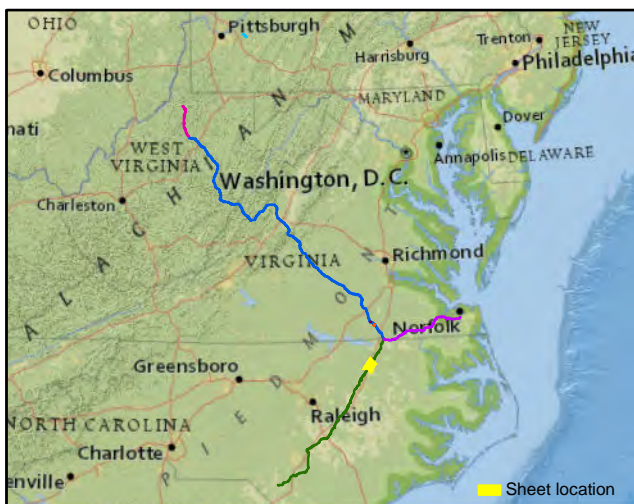 OHIO
Pittsburgh
NEW
JERSEY
Trenton
Harrisburg
Philadelphia
Columbus
MARYLAND
nati
Dover
WEST
VIRGINIA
Annapolis
DELAWARE
Washington, D.C.
Charleston
Richmond
VIRGINIA
Norfolk
Greensboro
Raleigh
NORTH CAROLINA
Charlotte
enville
A L A C H I A N M
P I E D M O N T
Sheet location